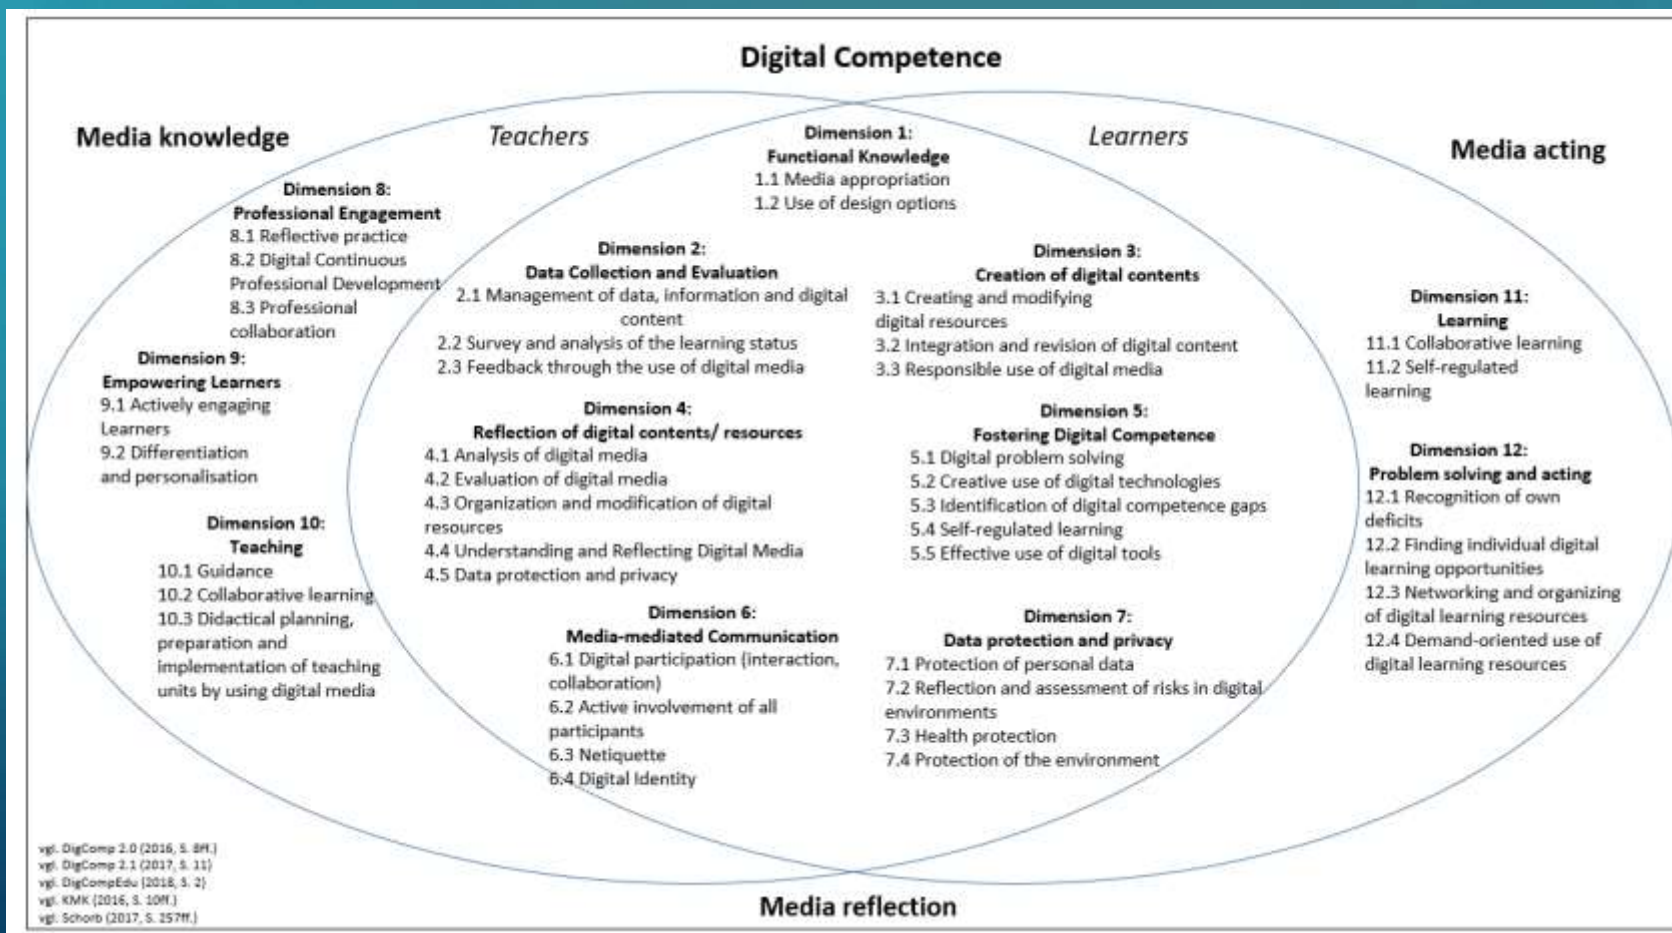 Digital Competence
Media knowledge
Teachers
Learners
Media acting
Dimension 1:
Functional Knowledge
1.1 Media appropriation
1.2 Use of design options
Dimension 8:
Professional Engagement
8.1 Reflective practice
8.2 Digital Continuous
Professional Development
8.3 Professional
collaboration
Dimension 9:
Empowering Learners
9.1 Actively engaging
Learners
9.2 Differentiation
and personalisation
Dimension 10:
Teaching
10.1 Guidance
10.2 Collaborative learning
10.3 Didactical planning,
preparation and
implementation of teaching
units by using digital media
Dimension 2:
Data Collection and Evaluation
2.1 Management of data, information and digital
content
2.2 Survey and analysis of the learning status
2.3 Feedback through the use of digital media
Dimension 3:
Creation of digital contents
3.1 Creating and modifying
digital resources
3.2 Integration and revision of digital content
3.3 Responsible use of digital media
Dimension 4:
Reflection of digital contents/ resources
4.1 Analysis of digital media
4.2 Evaluation of digital media
4.3 Organization and modification of digital
resources
4.4 Understanding and Reflecting Digital Media
4.5 Data protection and privacy
Dimension 5:
Fostering Digital Competence
5.1 Digital problem solving
5.2 Creative use of digital technologies
5.3 Identification of digital competence gaps
5.4 Self-regulated learning
5.5 Effective use of digital tools
Dimension 6:
Media-mediated Communication
6.1 Digital participation (interaction,
collaboration)
6.2 Active involvement of all
participants
6.3 Netiquette
6.4 Digital Identity
Dimension 7:
Data protection and privacy
7.1 Protection of personal data
7.2 Reflection and assessment of risks in digital
environments
7.3 Health protection
7.4 Protection of the environment
Dimension 11:
Learning
11.1 Collaborative learning
11.2 Self-regulated
learning
Dimension 12:
Problem solving and acting
12.1 Recognition of own
deficits
12.2 Finding individual digital
learning opportunities
12.3 Networking and organizing
of digital learning resources
12.4 Demand-oriented use of
digital learning resources
vgl. DigComp 2.0 (2016, S. 8ff.)
vgl. DigComp 2.1 (2017, S. 11)
vgl. DigCompEdu (2018, S. 2)
vgl. KMK (2016, S. 10ff.)
vgl. Schorb (2017, S. 257ff.)
Media reflection